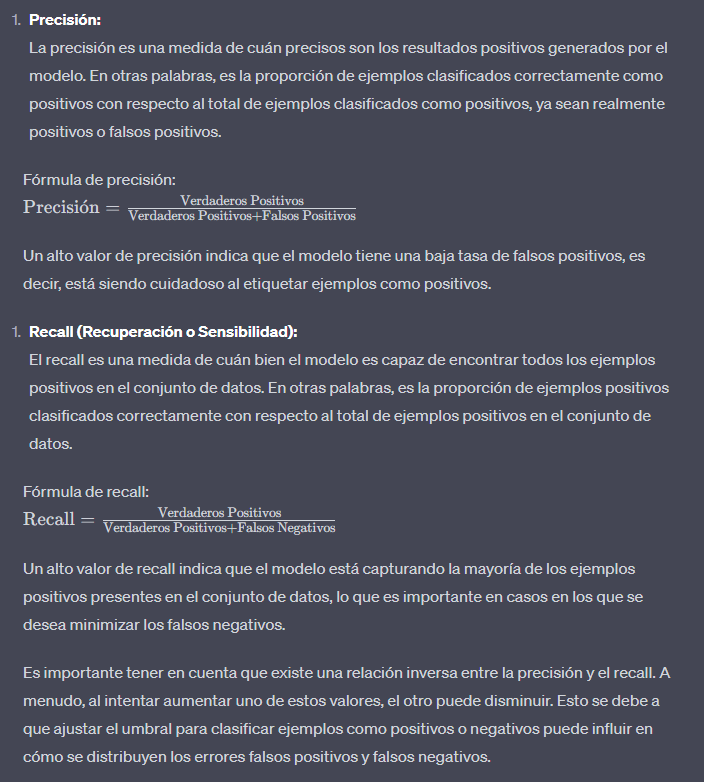 1. Precisión:
La precisión es una medida de cuán precisos son los resultados positivos generados por el
modelo. En otras palabras, es la proporción de ejemplos clasificados correctamente como
positivos con respecto al total de ejemplos clasificados como positivos, ya sean realmente
positivos o falsos positivos.
Fórmula de precisión:
Precisión = Verdaderos Positivos / Verdaderos Positivos+Falsos Positivos
Un alto valor de precisión indica que el modelo tiene una baja tasa de falsos positivos, es
decir, está siendo cuidadoso al etiquetar ejemplos como positivos.
1. Recall (Recuperación o Sensibilidad):
El recall es una medida de cuán bien el modelo es capaz de encontrar todos los ejemplos
positivos en el conjunto de datos. En otras palabras, es la proporción de ejemplos positivos
clasificados correctamente con respecto al total de ejemplos positivos en el conjunto de
datos.
Fórmula de recall:
Recall = Verdaderos Positivos / Verdaderos Positivos+Falsos Negativos
Un alto valor de recall indica que el modelo está capturando la mayoría de los ejemplos
positivos presentes en el conjunto de datos, lo que es importante en casos en los que se
desea minimizar los falsos negativos.
Es importante tener en cuenta que existe una relación inversa entre la precisión y el recall. A
menudo, al intentar aumentar uno de estos valores, el otro puede disminuir. Esto se debe a
que ajustar el umbral para clasificar ejemplos como positivos o negativos puede influir en
cómo se distribuyen los errores falsos positivos y falsos negativos.